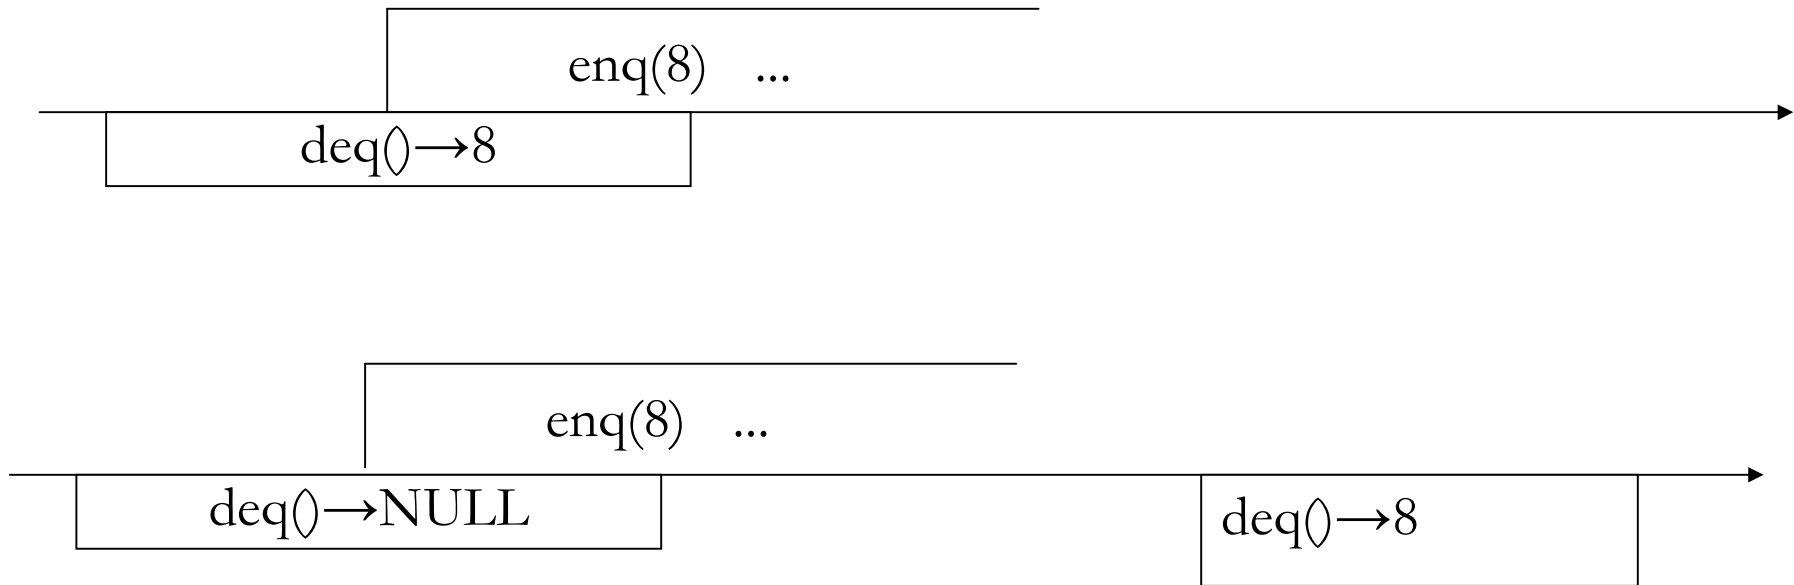 enq(8) ...
deq()→8
enq(8) ...
deq()→NULL
deq()→8